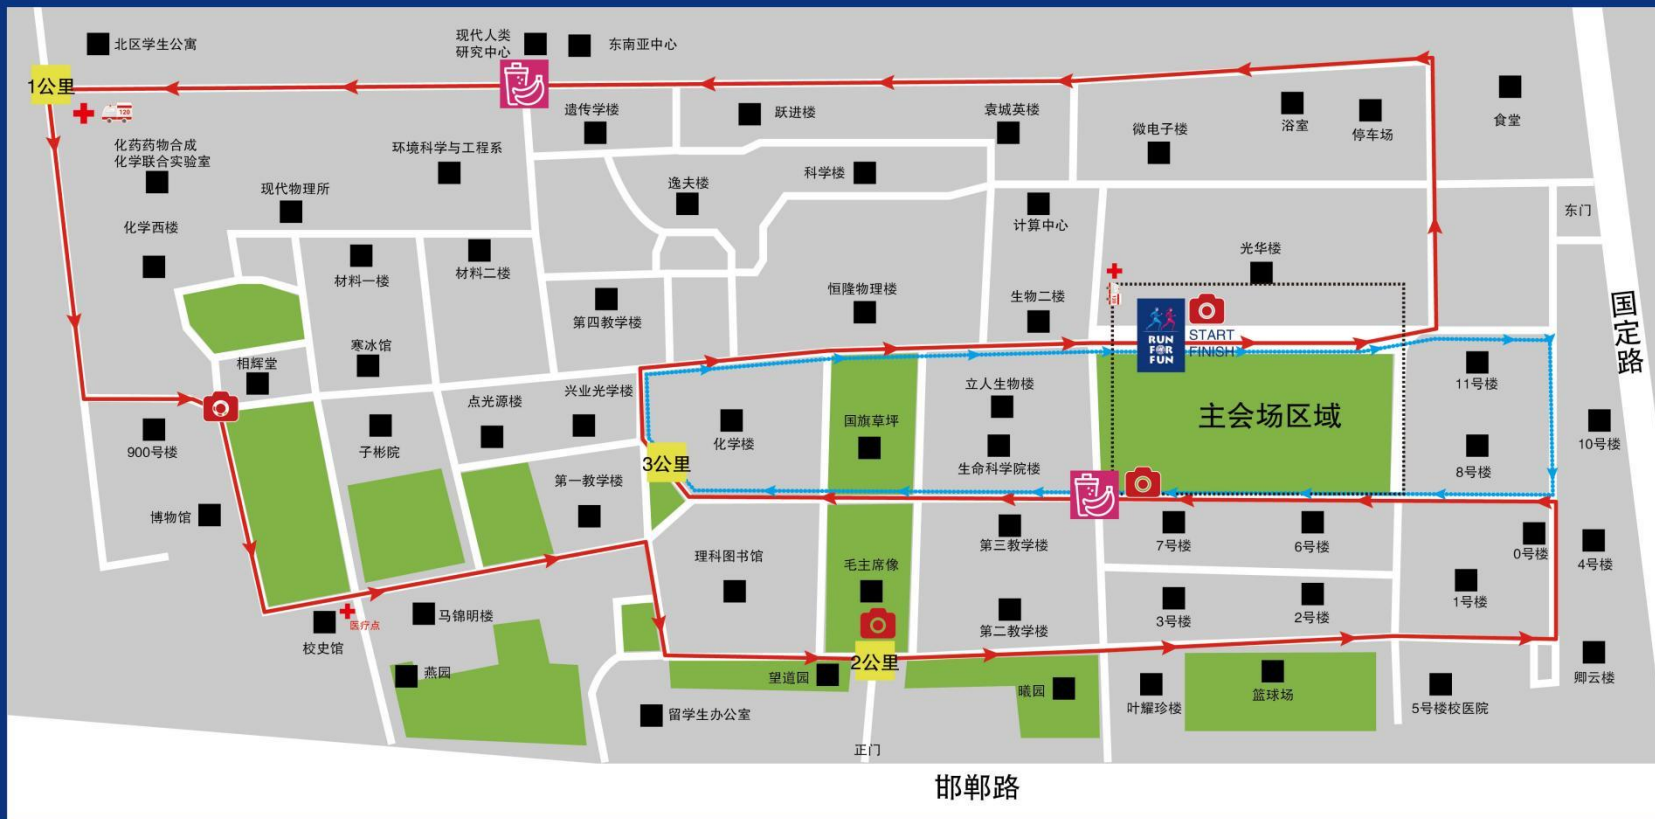 北区学生公寓
现代人类
研究中心
东南亚中心
1公里
120
遗传学楼
跃进楼
袁城英楼
浴室
停车场
食堂
微电子楼
化药药物合成
化学联合实验室
环境科学与工程系
现代物理所
逸夫楼
科学楼
计算中心
东门
化学西楼
材料一楼
材料二楼
光华楼
恒隆物理楼
生物二楼
第四教学楼
国定路
RUN
FOR
FUN
START
FINISH
相辉堂
寒冰馆
兴业光学楼
点光源楼
立人生物楼
11号楼
900号楼
子彬院
化学楼
国旗草坪
主会场区域
10号楼
3公里
生命科学院楼
8号楼
第一教学楼
博物馆
第三教学楼
7号楼
6号楼
0号楼
4号楼
理科图书馆
毛主席像
马锦明楼
医疗点
校史馆
第二教学楼
3号楼
2号楼
1号楼
燕园
望道园
2公里
曦园
叶耀珍楼
篮球场
5号楼校医院
卿云楼
留学生办公室
正门
邯郸路